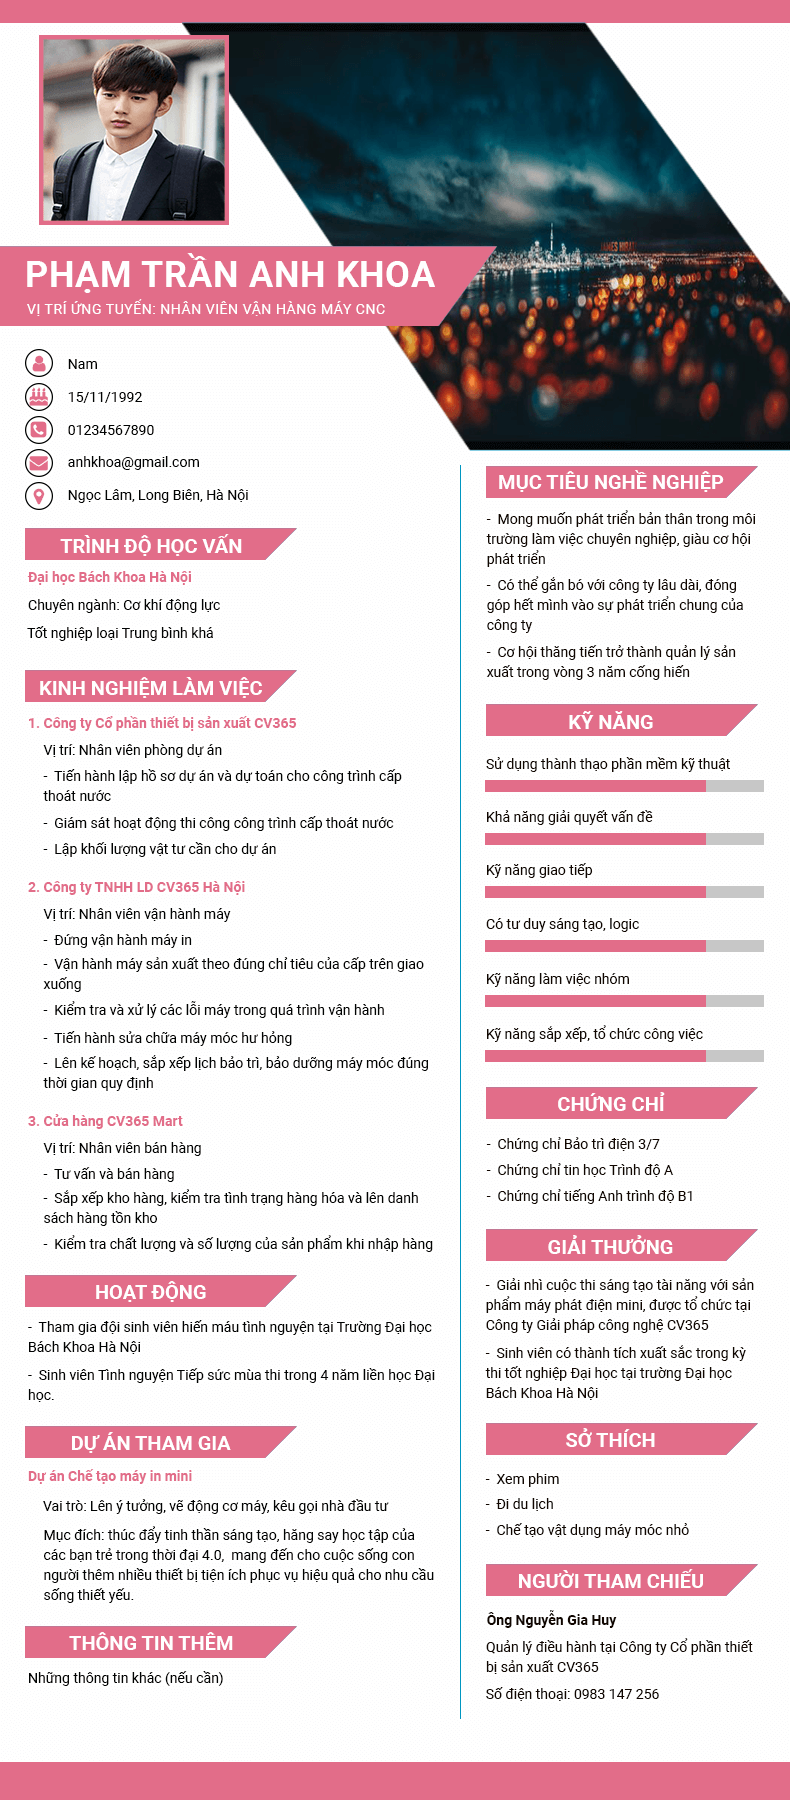 PHẠM TRẦN ANH KHOA
VỊ TRÍ ỨNG TUYỂN: NHÂN VIÊN VẬN HÀNG MÁY CNC
Nam
15/11/1992
01234567890
anhkhoa@gmail.com
Ngọc Lâm, Long Biên, Hà Nội
TRÌNH ĐỘ HỌC VẤN
Đại học Bách Khoa Hà Nội
Chuyên ngành: Cơ khí động lực
Tốt nghiệp loại Trung bình khá
KINH NGHIỆM LÀM VIỆC
1. Công ty Cổ phần thiết bị sản xuất CV365
Vị trí: Nhân viên phòng dự án
- Tiến hành lập hồ sơ dự án và dự toán cho công trình cấp
thoát nước
- Giám sát hoạt động thi công công trình cấp thoát nước
- Lập khối lượng vật tư cần cho dự án
2. Công ty TNHH LD CV365 Hà Nội
Vị trí: Nhân viên vận hành máy
- Đứng vận hành máy in
- Vận hành máy sản xuất theo đúng chỉ tiêu của cấp trên giao
xuống
- Kiểm tra và xử lý các lỗi máy trong quá trình vận hành
- Tiến hành sửa chữa máy móc hư hỏng
- Lên kế hoạch, sắp xếp lịch bảo trì, bảo dưỡng máy móc đúng
thời gian quy định
3. Cửa hàng CV365 Mart
Vị trí: Nhân viên bán hàng
- Tư vấn và bán hàng
- Sắp xếp kho hàng, kiểm tra tình trạng hàng hóa và lên danh
sách hàng tồn kho
- Kiểm tra chất lượng và số lượng của sản phẩm khi nhập hàng
HOẠT ĐỘNG
- Tham gia đội sinh viên hiến máu tình nguyện tại Trường Đại học
Bách Khoa Hà Nội
- Sinh viên Tình nguyện Tiếp sức mùa thi trong 4 năm liền học Đại
học.
DỰ ÁN THAM GIA
Dự án Chế tạo máy in mini
Vai trò: Lên ý tưởng, vẽ động cơ máy, kêu gọi nhà đầu tư
Mục đích: thúc đẩy tinh thần sáng tạo, hăng say học tập của
các bạn trẻ trong thời đại 4.0, mang đến cho cuộc sống con
người thêm nhiều thiết bị tiện ích phục vụ hiệu quả cho nhu cầu
sống thiết yếu.
THÔNG TIN THÊM
Những thông tin khác (nếu cần)
MỤC TIÊU NGHỀ NGHIỆP
- Mong muốn phát triển bản thân trong môi
trường làm việc chuyên nghiệp, giàu cơ hội
phát triển
- Có thể gắn bó với công ty lâu dài, đóng
góp hết mình vào sự phát triển chung của
công ty
- Cơ hội thăng tiến trở thành quản lý sản
xuất trong vòng 3 năm cống hiến
KỸ NĂNG
Sử dụng thành thạo phần mềm kỹ thuật
Khả năng giải quyết vấn đề
Kỹ năng giao tiếp
Có tư duy sáng tạo, logic
Kỹ năng làm việc nhóm
Kỹ năng sắp xếp, tổ chức công việc
CHỨNG CHỈ
- Chứng chỉ Bảo trì điện 3/7
- Chứng chỉ tin học Trình độ A
- Chứng chỉ tiếng Anh trình độ B1
GIẢI THƯỞNG
- Giải nhì cuộc thi sáng tạo tài năng với sản
phẩm máy phát điện mini, được tổ chức tại
Công ty Giải pháp công nghệ CV365
- Sinh viên có thành tích xuất sắc trong kỳ
thi tốt nghiệp Đại học tại trường Đại học
Bách Khoa Hà Nội
SỞ THÍCH
- Xem phim
- Đi du lịch
- Chế tạo vật dụng máy móc nhỏ
NGƯỜI THAM CHIẾU
Ông Nguyễn Gia Huy
Quản lý điều hành tại Công ty Cổ phần thiết
bị sản xuất CV365
Số điện thoại: 0983 147 256